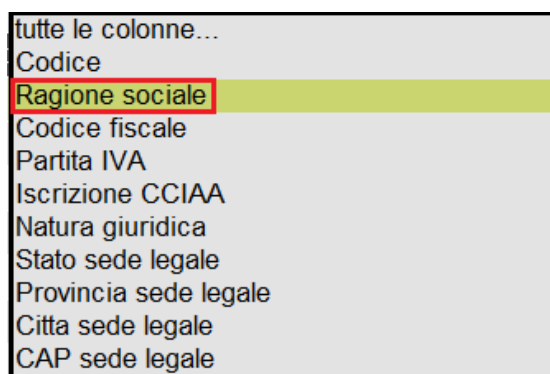 tutte le colonne...
Codice
Ragione sociale
Codice fiscale
Partita IVA
Iscrizione CCIAA
Natura giuridica
Stato sede legale
Provincia sede legale
Citta sede legale
CAP sede legale